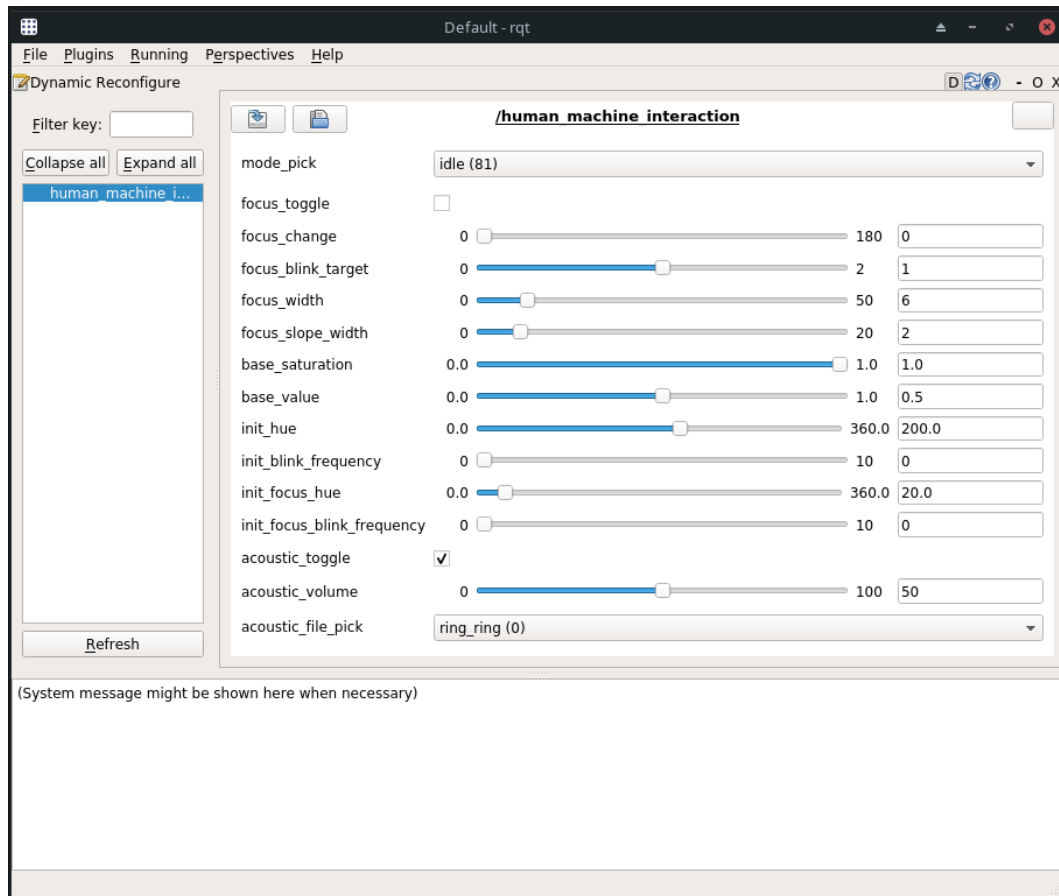 Default - rqt
File Plugins Running Perspectives Help
Dynamic Reconfigure D - O X
Filter key:
Collapse all Expand all
human_machine_i...
Refresh
/human_machine_interaction
mode_pick idle (81)
focus_toggle
focus_change 0 180 0
focus_blink_target 0 2 1
focus_width 0 50 6
focus_slope_width 0 20 2
base_saturation 0.0 1.0 1.0
base_value 0.0 1.0 0.5
init_hue 0.0 360.0 200.0
init_blink_frequency 0 10 0
init_focus_hue 0.0 360.0 20.0
init_focus_blink_frequency 0 10 0
acoustic_toggle
acoustic_volume 0 100 50
acoustic_file_pick ring_ring (0)
(System message might be shown here when necessary)